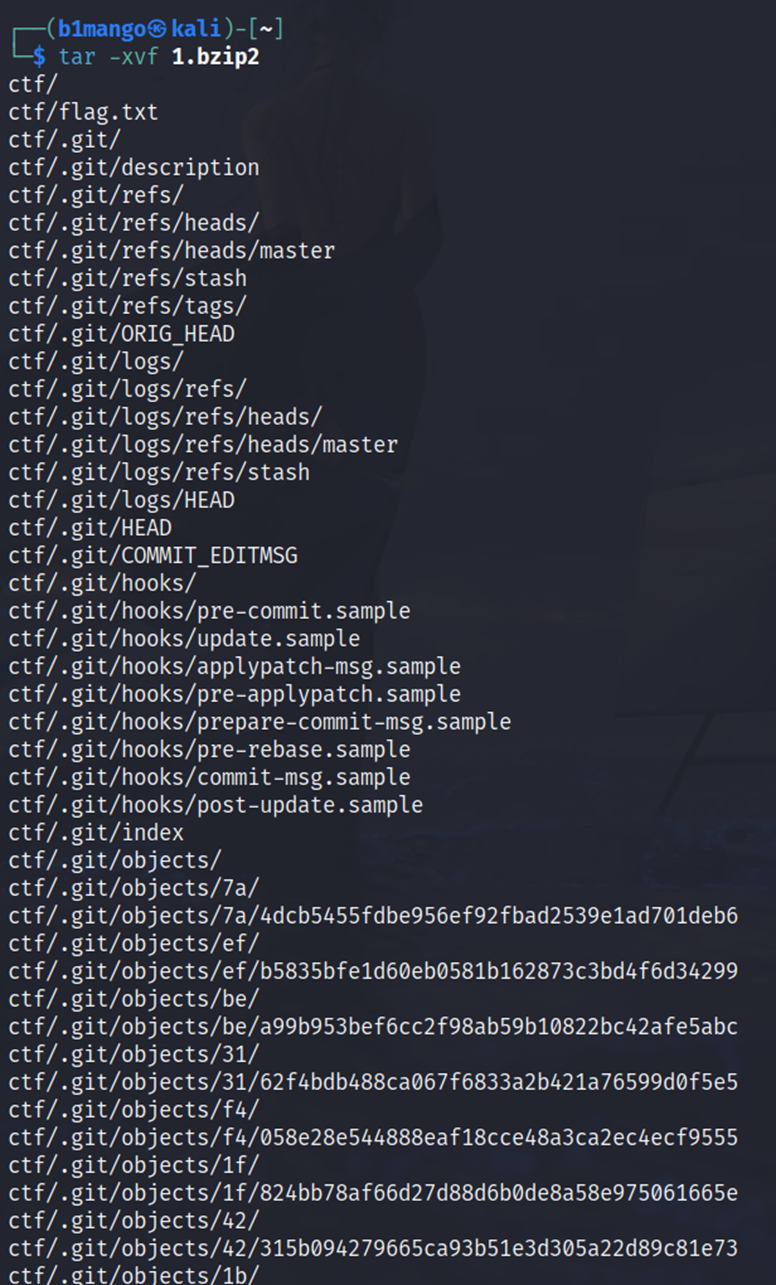 ┌──(b1mango㉿kali)-[~]
└─$ tar -xvf 1.bzip2
ctf/
ctf/flag.txt
ctf/.git/
ctf/.git/description
ctf/.git/refs/
ctf/.git/refs/heads/
ctf/.git/refs/heads/master
ctf/.git/refs/stash
ctf/.git/refs/tags/
ctf/.git/ORIG_HEAD
ctf/.git/logs/
ctf/.git/logs/refs/
ctf/.git/logs/refs/heads/
ctf/.git/logs/refs/heads/master
ctf/.git/logs/refs/stash
ctf/.git/logs/HEAD
ctf/.git/HEAD
ctf/.git/COMMIT_EDITMSG
ctf/.git/hooks/
ctf/.git/hooks/pre-commit.sample
ctf/.git/hooks/update.sample
ctf/.git/hooks/applypatch-msg.sample
ctf/.git/hooks/pre-applypatch.sample
ctf/.git/hooks/prepare-commit-msg.sample
ctf/.git/hooks/pre-rebase.sample
ctf/.git/hooks/commit-msg.sample
ctf/.git/hooks/post-update.sample
ctf/.git/index
ctf/.git/objects/
ctf/.git/objects/7a/
ctf/.git/objects/7a/4dcb5455fdbe956ef92fbad2539e1ad701deb6
ctf/.git/objects/ef/
ctf/.git/objects/ef/b5835bfe1d60eb0581b162873c3bd4f6d34299
ctf/.git/objects/be/
ctf/.git/objects/be/a99b953bef6cc2f98ab59b10822bc42afe5abc
ctf/.git/objects/31/
ctf/.git/objects/31/62f4bdb488ca067f6833a2b421a76599d0f5e5
ctf/.git/objects/f4/
ctf/.git/objects/f4/058e28e544888eaf18cce48a3ca2ec4ecf9555
ctf/.git/objects/1f/
ctf/.git/objects/1f/824bb78af66d27d88d6b0de8a58e975061665e
ctf/.git/objects/42/
ctf/.git/objects/42/315b094279665ca93b51e3d305a22d89c81e73
ctf/.git/objects/1b/